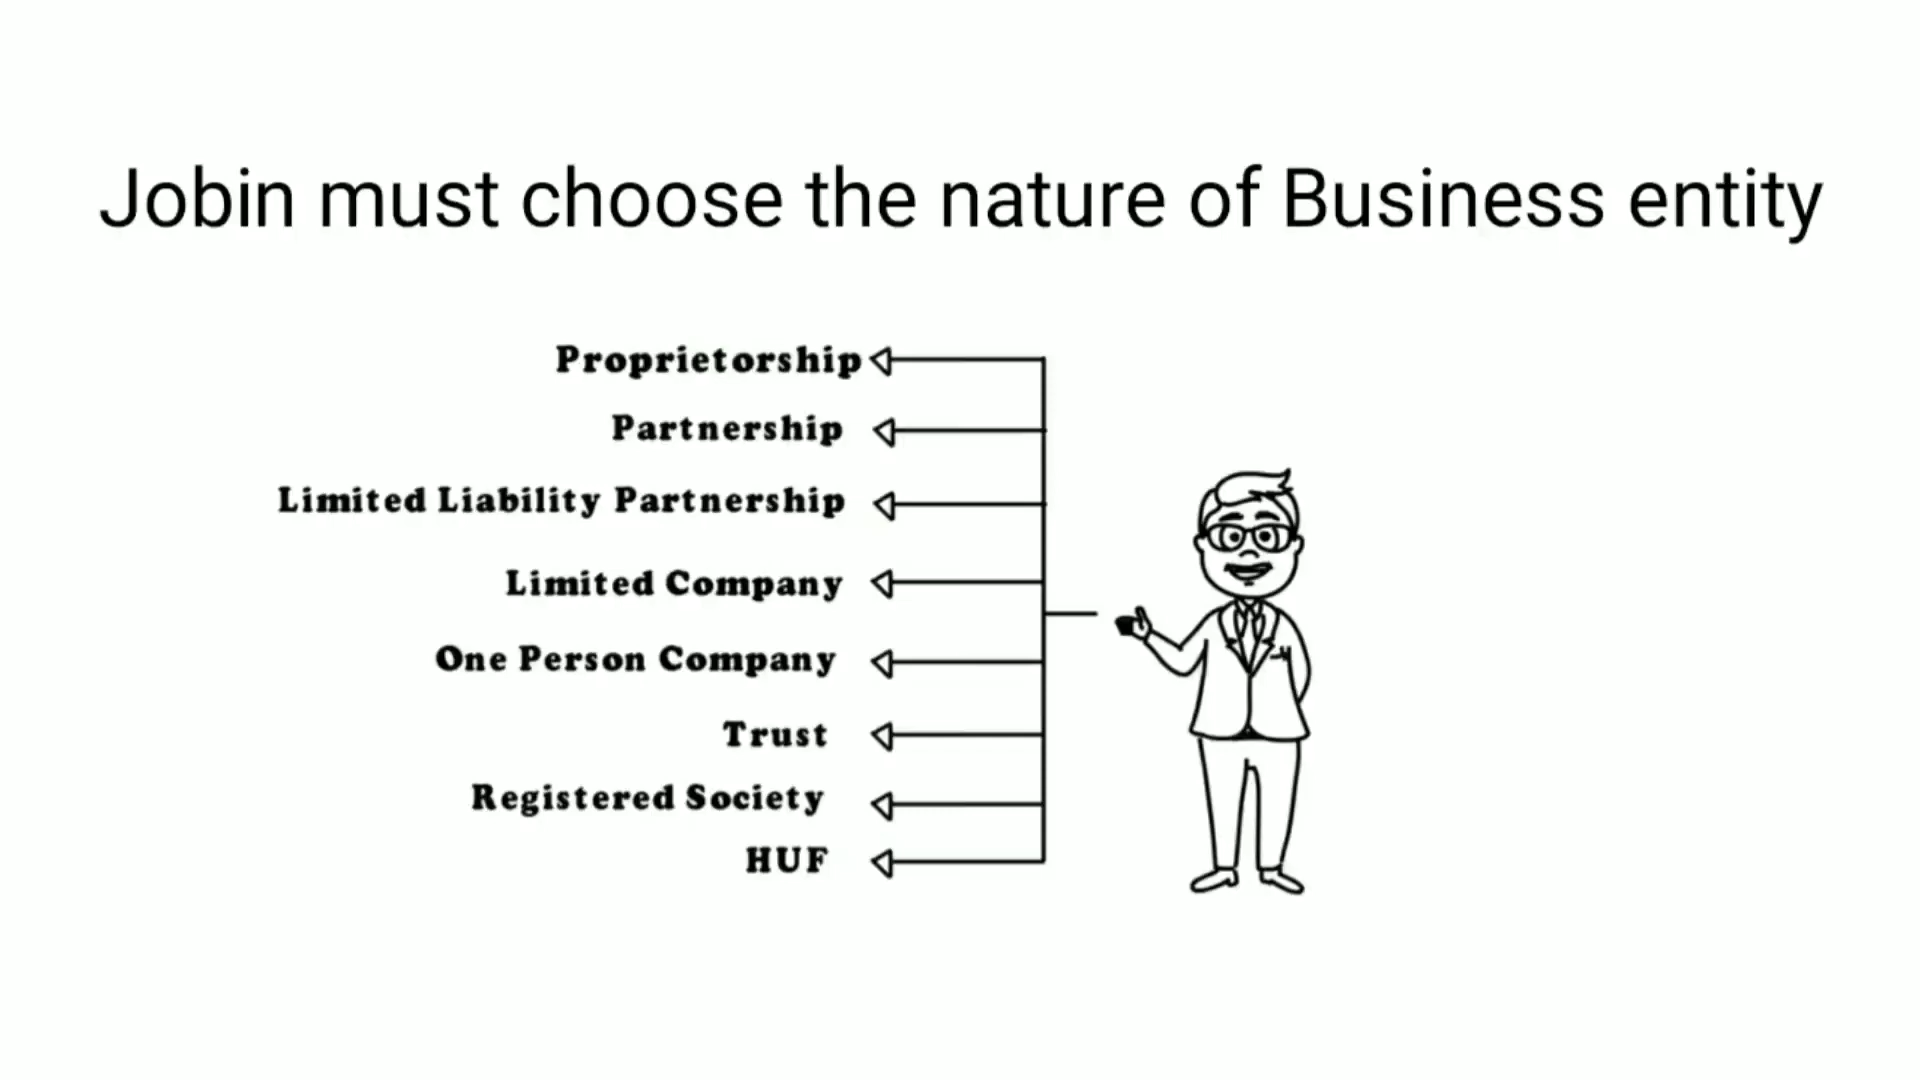 Jobin must choose the nature of Business entity
Proprietorship
Partnership
Limited Liability Partnership
Limited Company
One Person Company
Trust
Registered Society
HUF